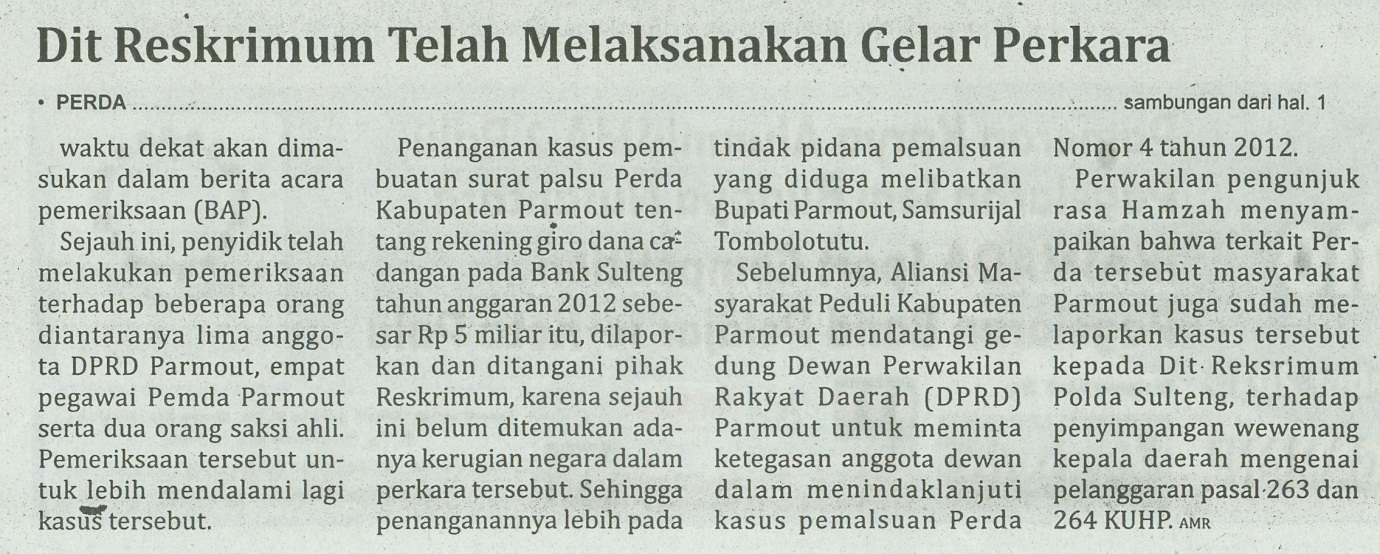 Dit Reskrimum Telah Melaksanakan Gelar Perkara
• PERDA ........................ sambungan dari hal. 1
waktu dekat akan dima-
sukan dalam berita acara
pemeriksaan (BAP).
Sejauh ini, penyidik telah
melakukan pemeriksaan
terhadap beberapa orang
diantaranya lima anggo-
ta DPRD Parmout, empat
pegawai Pemda Parmout
serta dua orang saksi ahli.
Pemeriksaan tersebut un-
tuk lebih mendalami lagi
kasus tersebut.
Penanganan kasus pem-
buatan surat palsu Perda
Kabupaten Parmout ten-
tang rekening giro dana ca-
dangan pada Bank Sulteng
tahun anggaran 2012 sebe-
sar Rp 5 miliar itu, dilapor-
kan dan ditangani pihak
Reskrimum, karena sejauh
ini belum ditemukan ada-
nya kerugian negara dalam
perkara tersebut. Sehingga
penanganannya lebih pada
tindak pidana pemalsuan
yang diduga melibatkan
Bupati Parmout, Samsurijal
Tombolotutu.
Sebelumnya, Aliansi Ma-
syarakat Peduli Kabupaten
Parmout mendatangi ge-
dung Dewan Perwakilan
Rakyat Daerah (DPRD)
Parmout untuk meminta
ketegasan anggota dewan
dalam menindaklanjuti
kasus pemalsuan Perda
Nomor 4 tahun 2012.
Perwakilan pengunjuk
rasa Hamzah menyam-
paikan bahwa terkait Per-
da tersebut masyarakat
Parmout juga sudah me-
laporkan kasus tersebut
kepada Dit Reksrimum
Polda Sulteng, terhadap
penyimpangan wewenang
kepala daerah mengenai
pelanggaran pasal 263 dan
264 KUHP. AMR